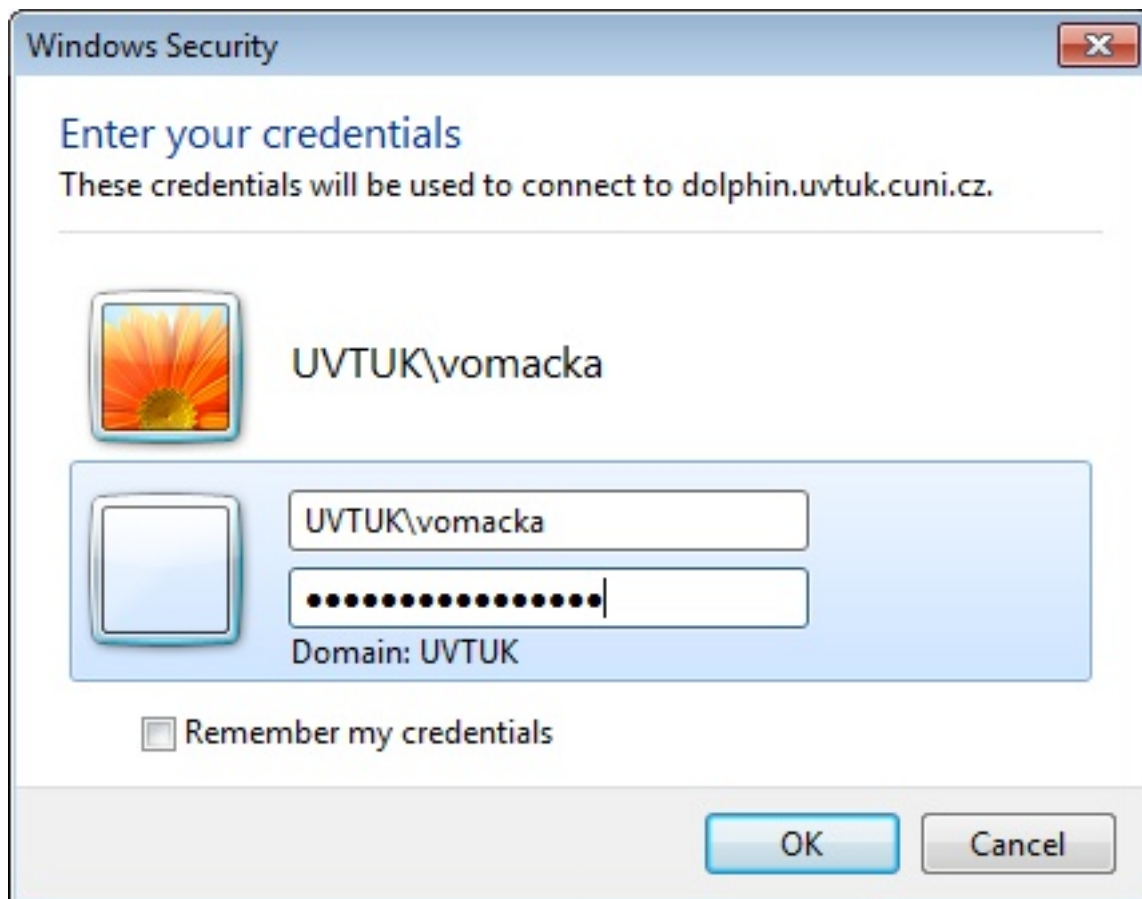 Windows Security
Enter your credentials
These credentials will be used to connect to dolphin.uvtuk.cuni.cz.
UVTUK\vomacka
UVTUK\vomacka
●●●●●●●●●●●●●●●●
Domain: UVTUK
Remember my credentials
OK Cancel